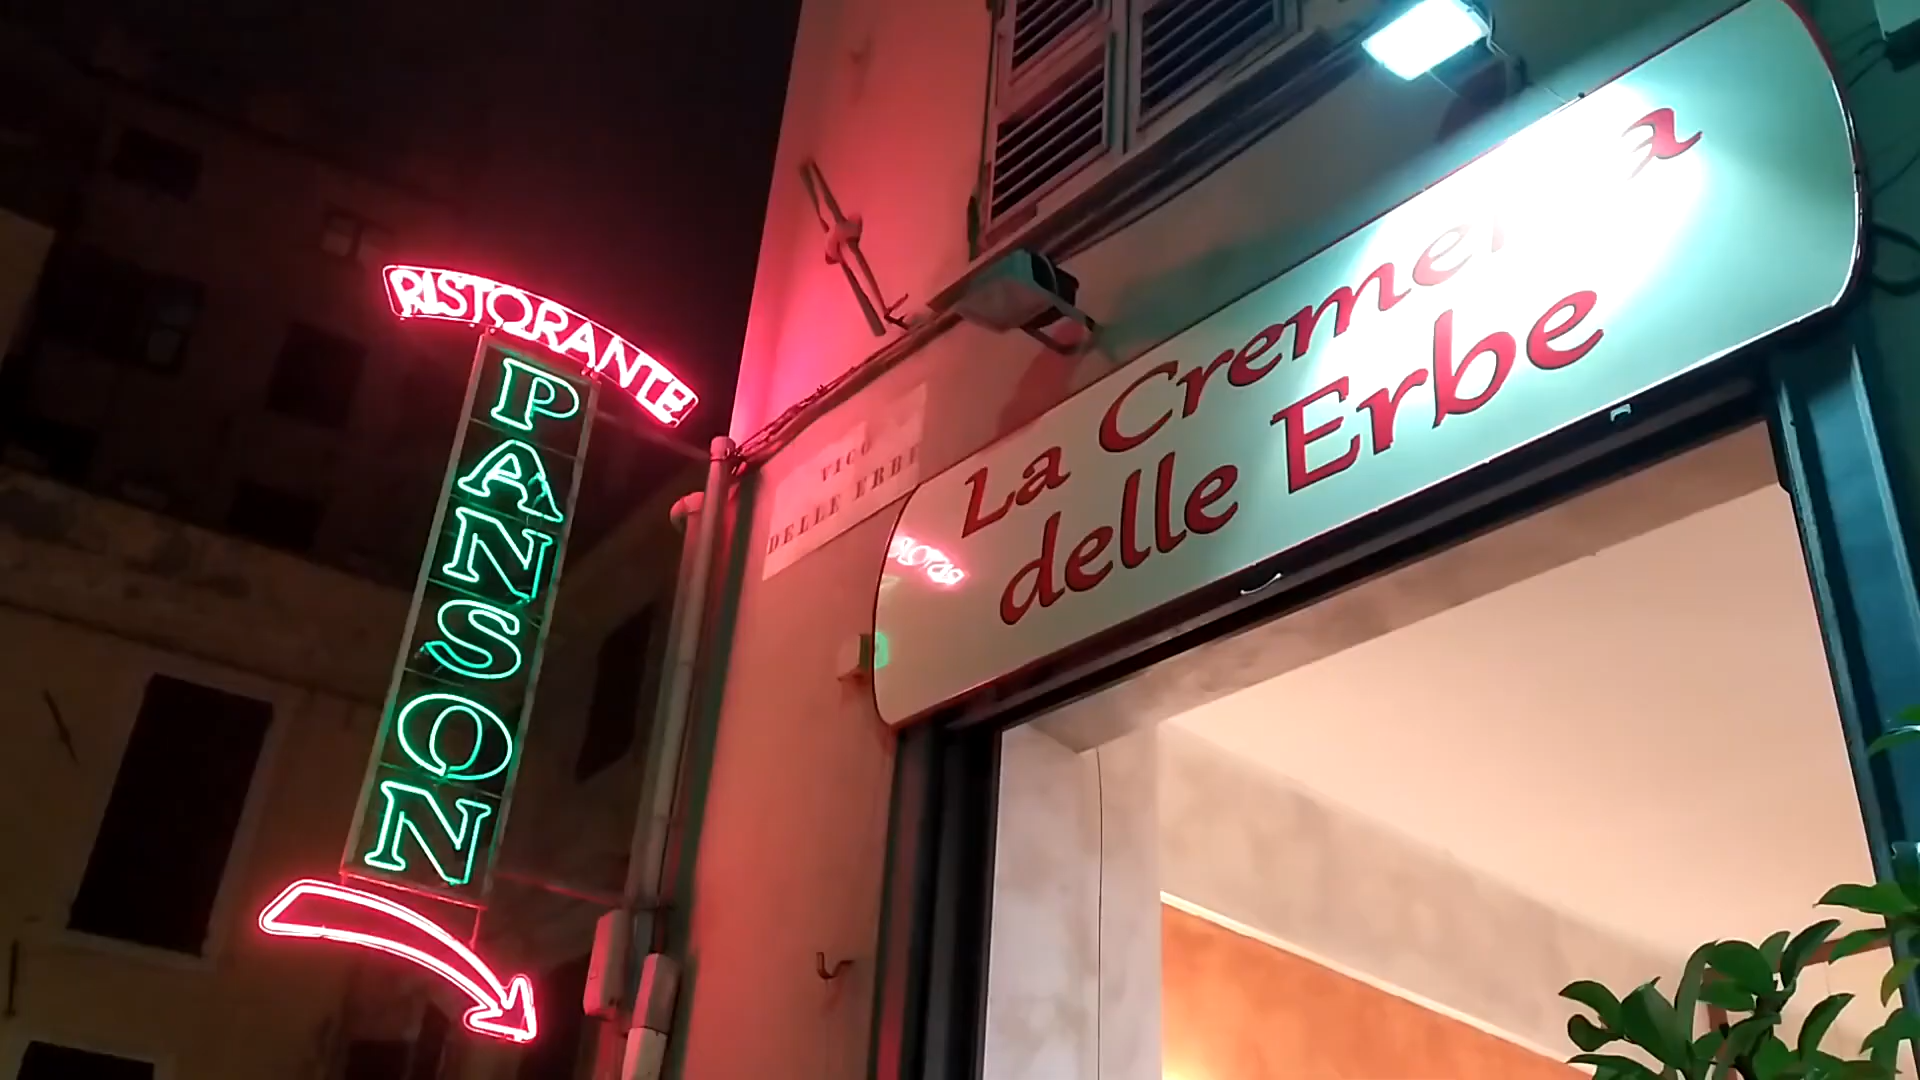 RISTORANTE
PANSON
VICO
DELLE ERBE
La Cremeria
delle Erbe